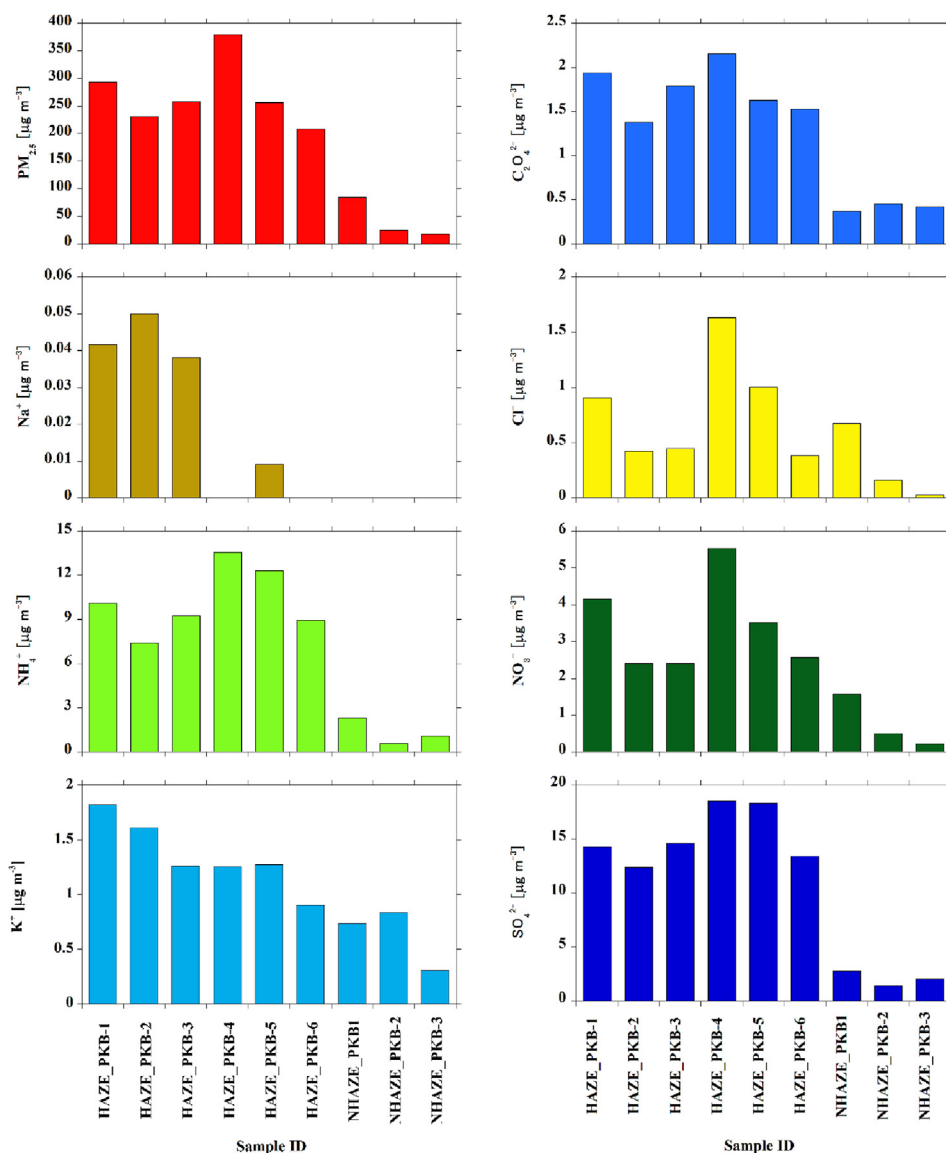 400
350
300
250
200
150
100
50
0
PM2.5 [µg m−3]
2.5
2
1.5
1
0.5
0
C2O42− [µg m−3]
0.06
0.05
0.04
0.03
0.02
0.01
0
Na+ [µg m−3]
2
1.5
1
0.5
0
Cl− [µg m−3]
15
12
9
6
3
0
NH4+ [µg m−3]
6
5
4
3
2
1
0
NO3− [µg m−3]
2
1.5
1
0.5
0
K+ [µg m−3]
20
15
10
5
0
SO42− [µg m−3]
HAZE_PKB-1
HAZE_PKB-2
HAZE_PKB-3
HAZE_PKB-4
HAZE_PKB-5
HAZE_PKB-6
NHAZE_PKB1
NHAZE_PKB-2
NHAZE_PKB-3
Sample ID
HAZE_PKB-1
HAZE_PKB-2
HAZE_PKB-3
HAZE_PKB-4
HAZE_PKB-5
HAZE_PKB-6
NHAZE_PKB1
NHAZE_PKB-2
NHAZE_PKB-3
Sample ID